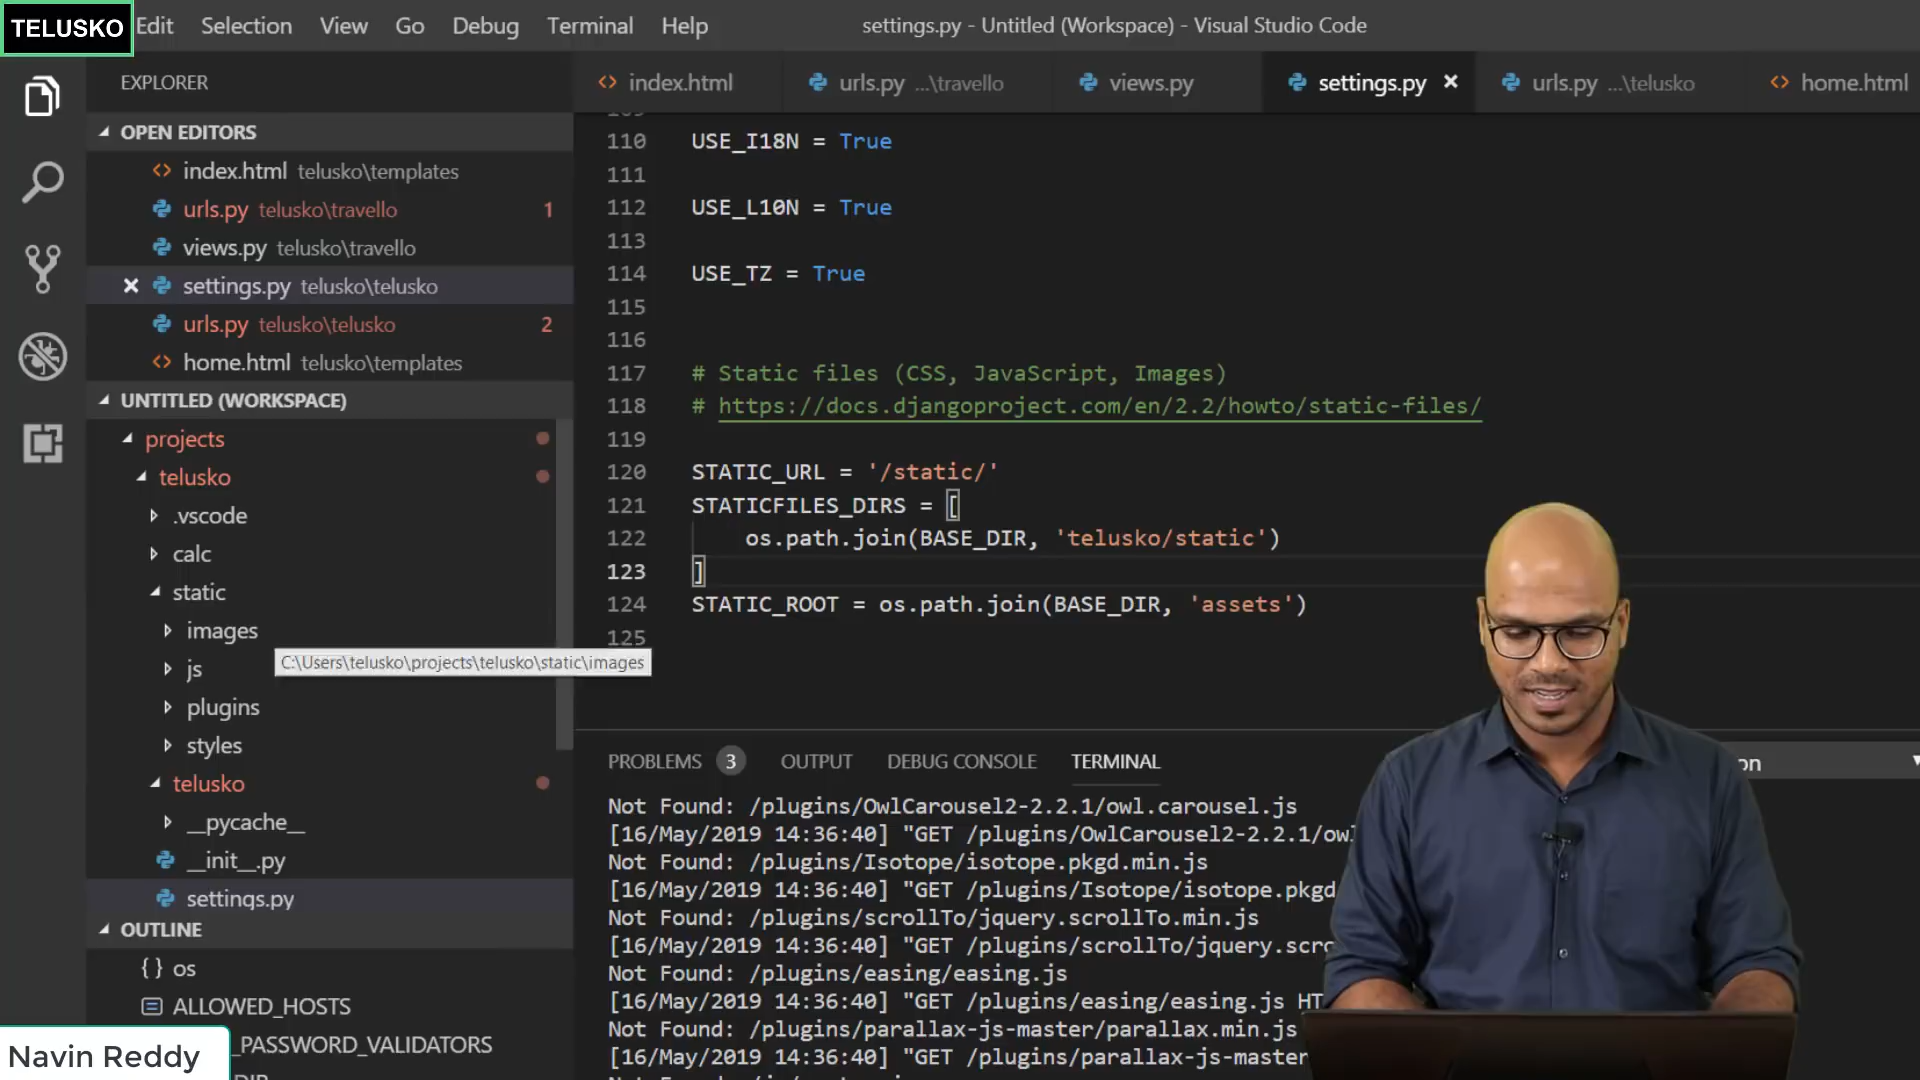 TELUSKO
Edit Selection View Go Debug Terminal Help
settings.py - Untitled (Workspace) - Visual Studio Code
EXPLORER
index.html
urls.py ...\travello
views.py
settings.py
urls.py ...\telusko
home.html
OPEN EDITORS
index.html telusko\templates
urls.py telusko\travello 1
views.py telusko\travello
settings.py telusko\telusko
urls.py telusko\telusko 2
home.html telusko\templates
UNTITLED (WORKSPACE)
projects
telusko
.vscode
calc
static
images
C:\Users\telusko\projects\telusko\static\images
js
plugins
styles
telusko
__pycache__
__init__.py
settings.py
OUTLINE
{} os
ALLOWED_HOSTS
_PASSWORD_VALIDATORS
Navin Reddy
110 USE_I18N = True
111
112 USE_L10N = True
113
114 USE_TZ = True
115
116
117 # Static files (CSS, JavaScript, Images)
118 # https://docs.djangoproject.com/en/2.2/howto/static-files/
119
120 STATIC_URL = '/static/'
121 STATICFILES_DIRS = [
122 os.path.join(BASE_DIR, 'telusko/static')
123 ]
124 STATIC_ROOT = os.path.join(BASE_DIR, 'assets')
125
PROBLEMS 3 OUTPUT DEBUG CONSOLE TERMINAL
on
Not Found: /plugins/OwlCarousel2-2.2.1/owl.carousel.js
[16/May/2019 14:36:40] "GET /plugins/OwlCarousel2-2.2.1/owl
Not Found: /plugins/Isotope/isotope.pkgd.min.js
[16/May/2019 14:36:40] "GET /plugins/Isotope/isotope.pkgd
Not Found: /plugins/scrollTo/jquery.scrollTo.min.js
[16/May/2019 14:36:40] "GET /plugins/scrollTo/jquery.scro
Not Found: /plugins/easing/easing.js
[16/May/2019 14:36:40] "GET /plugins/easing/easing.js HT
Not Found: /plugins/parallax-js-master/parallax.min.js
[16/May/2019 14:36:40] "GET /plugins/parallax-js-master